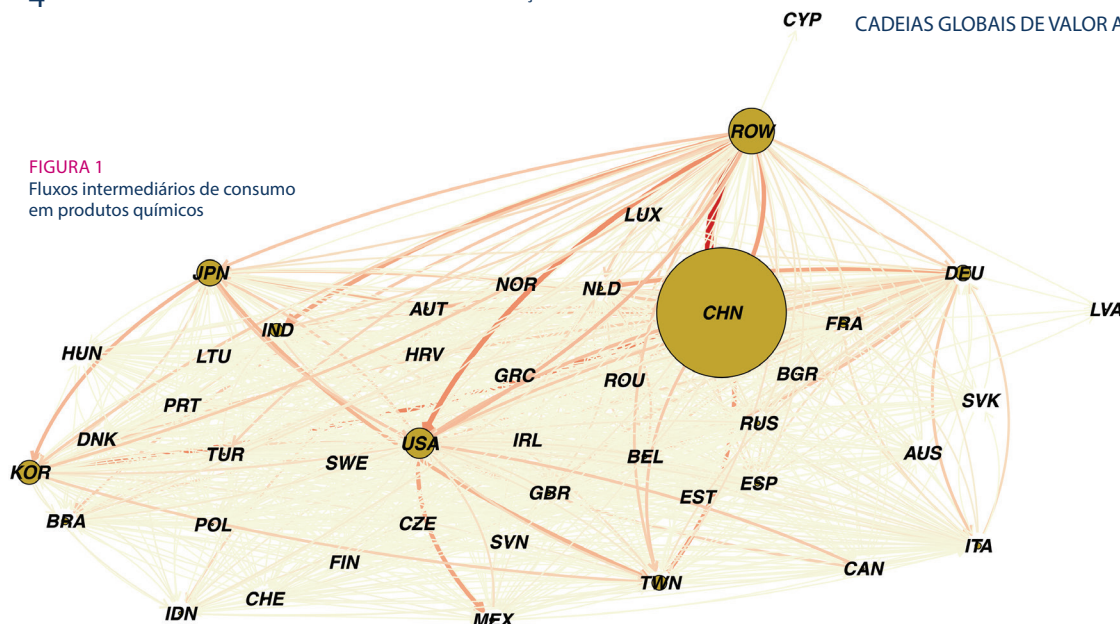 4
CYP
CADEIAS GLOBAIS DE VALOR A
ROW
FIGURA 1
Fluxos intermediários de consumo
em produtos químicos
LUX
JPN
DEU
NOR
NLD
AUT
CHN
LVA
IND
FRA
HUN
LTU
HRV
GRC
ROU
BGR
PRT
SVK
RUS
DNK
USA
IRL
TUR
BEL
AUS
SWE
KOR
ESP
GBR
EST
BRA
POL
CZE
SVN
ITA
FIN
CAN
TWN
CHE
IDN
MEX